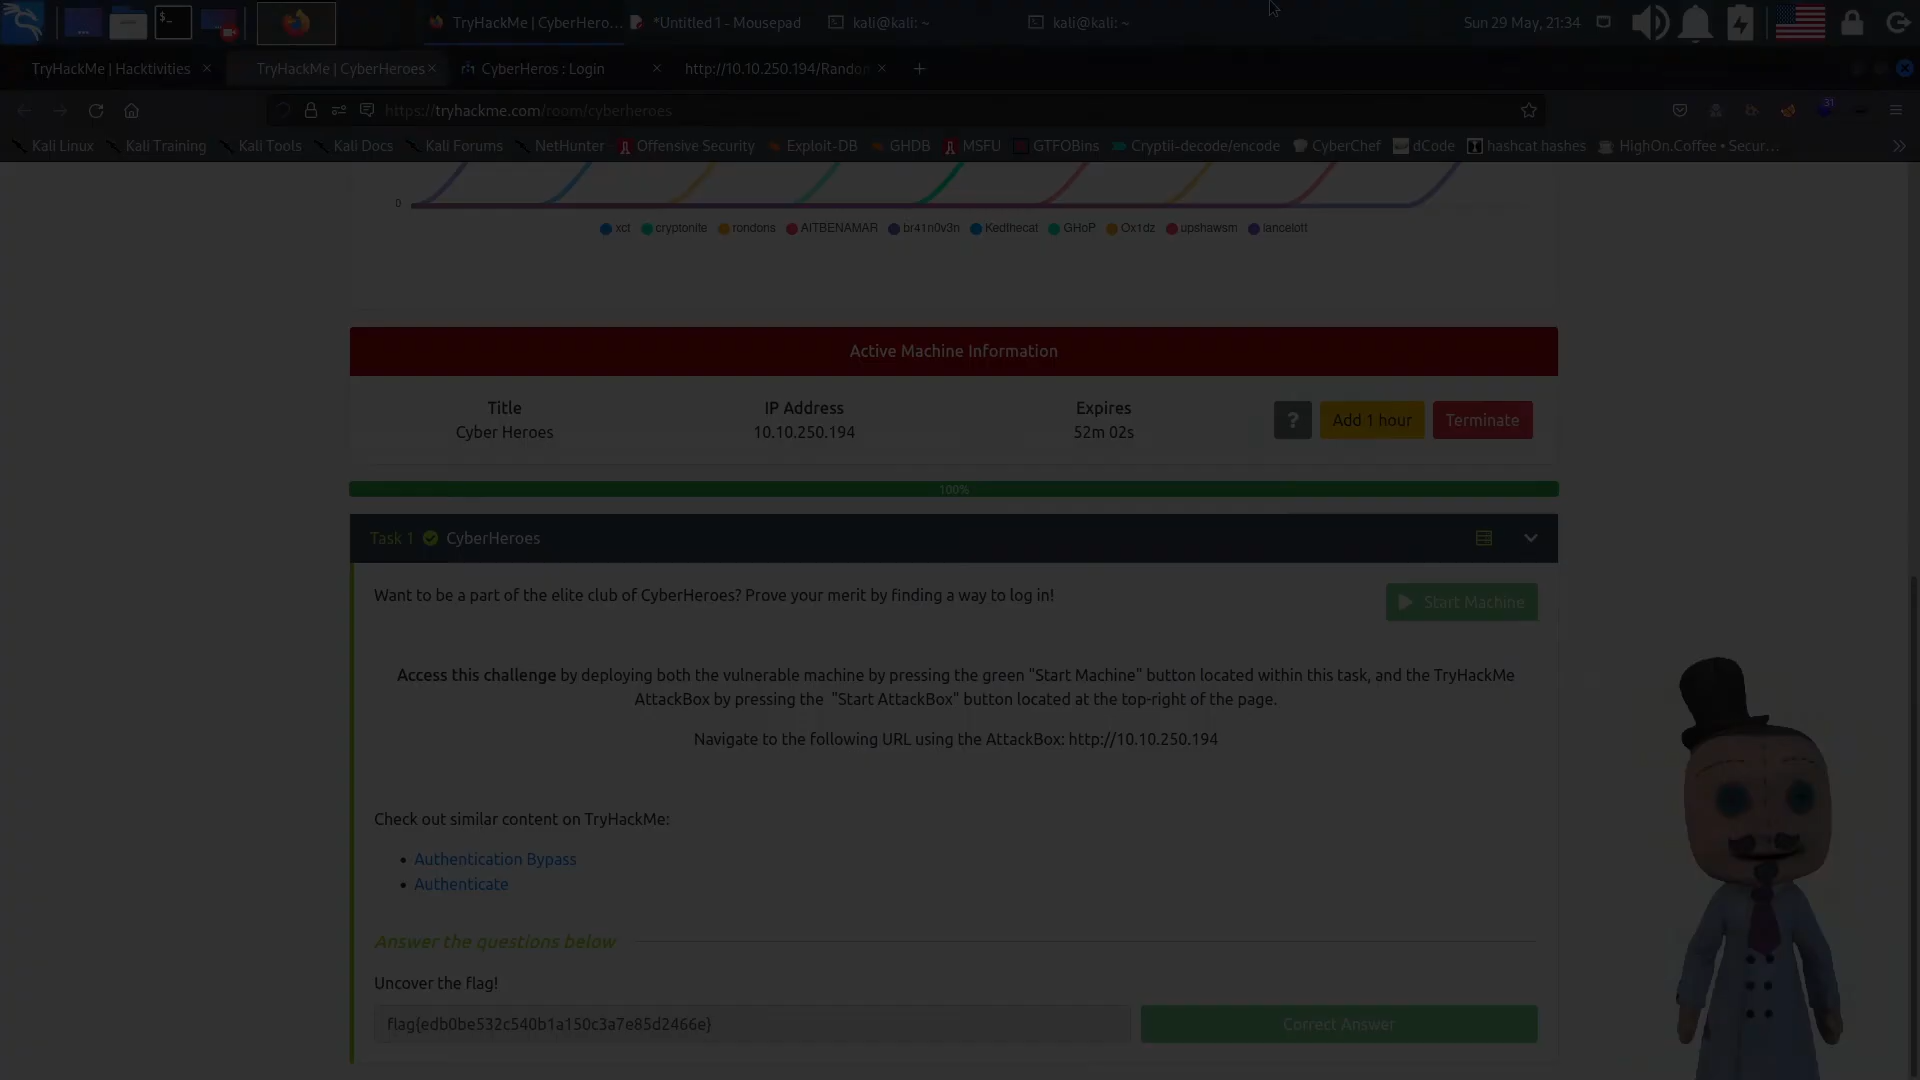 TryHackMe | CyberHero... *Untitled 1 - Mousepad kali@kali: ~ kali@kali: ~ Sun 29 May, 21:34
TryHackMe | Hacktivities TryHackMe | CyberHeroes CyberHeros : Login http://10.10.250.194/Random
https://tryhackme.com/room/cyberheroes 31
Kali Linux Kali Training Kali Tools Kali Docs Kali Forums NetHunter Offensive Security Exploit-DB GHDB MSFU GTFOBins Cryptii-decode/encode CyberChef dCode hashcat hashes HighOn.Coffee • Secur...
0
xct cryptonite rondons AITBENAMAR br41n0v3n Kedthecat GHoP Ox1dz upshawsm lancelott
Active Machine Information
Title IP Address Expires
Cyber Heroes 10.10.250.194 52m 02s
? Add 1 hour Terminate
100%
Task 1 CyberHeroes
Want to be a part of the elite club of CyberHeroes? Prove your merit by finding a way to log in!
Start Machine
Access this challenge by deploying both the vulnerable machine by pressing the green "Start Machine" button located within this task, and the TryHackMe
AttackBox by pressing the "Start AttackBox" button located at the top-right of the page.
Navigate to the following URL using the AttackBox: http://10.10.250.194
Check out similar content on TryHackMe:
• Authentication Bypass
• Authenticate
Answer the questions below
Uncover the flag!
flag{edb0be532c540b1a150c3a7e85d2466e} Correct Answer